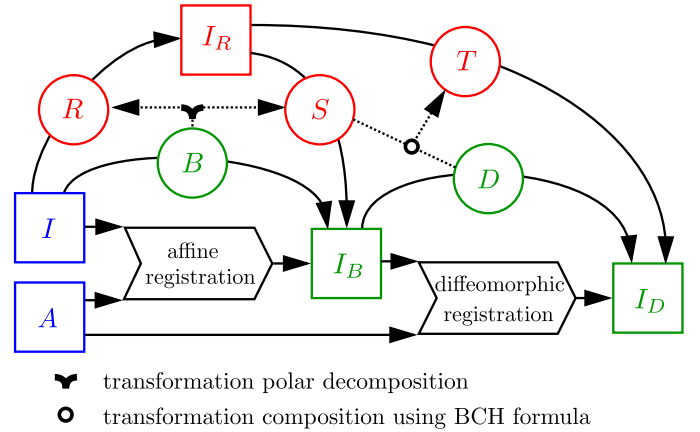 I_R
T
R
S
B
D
I
affine
registration
I_B
diffeomorphic
registration
I_D
A
transformation polar decomposition
transformation composition using BCH formula